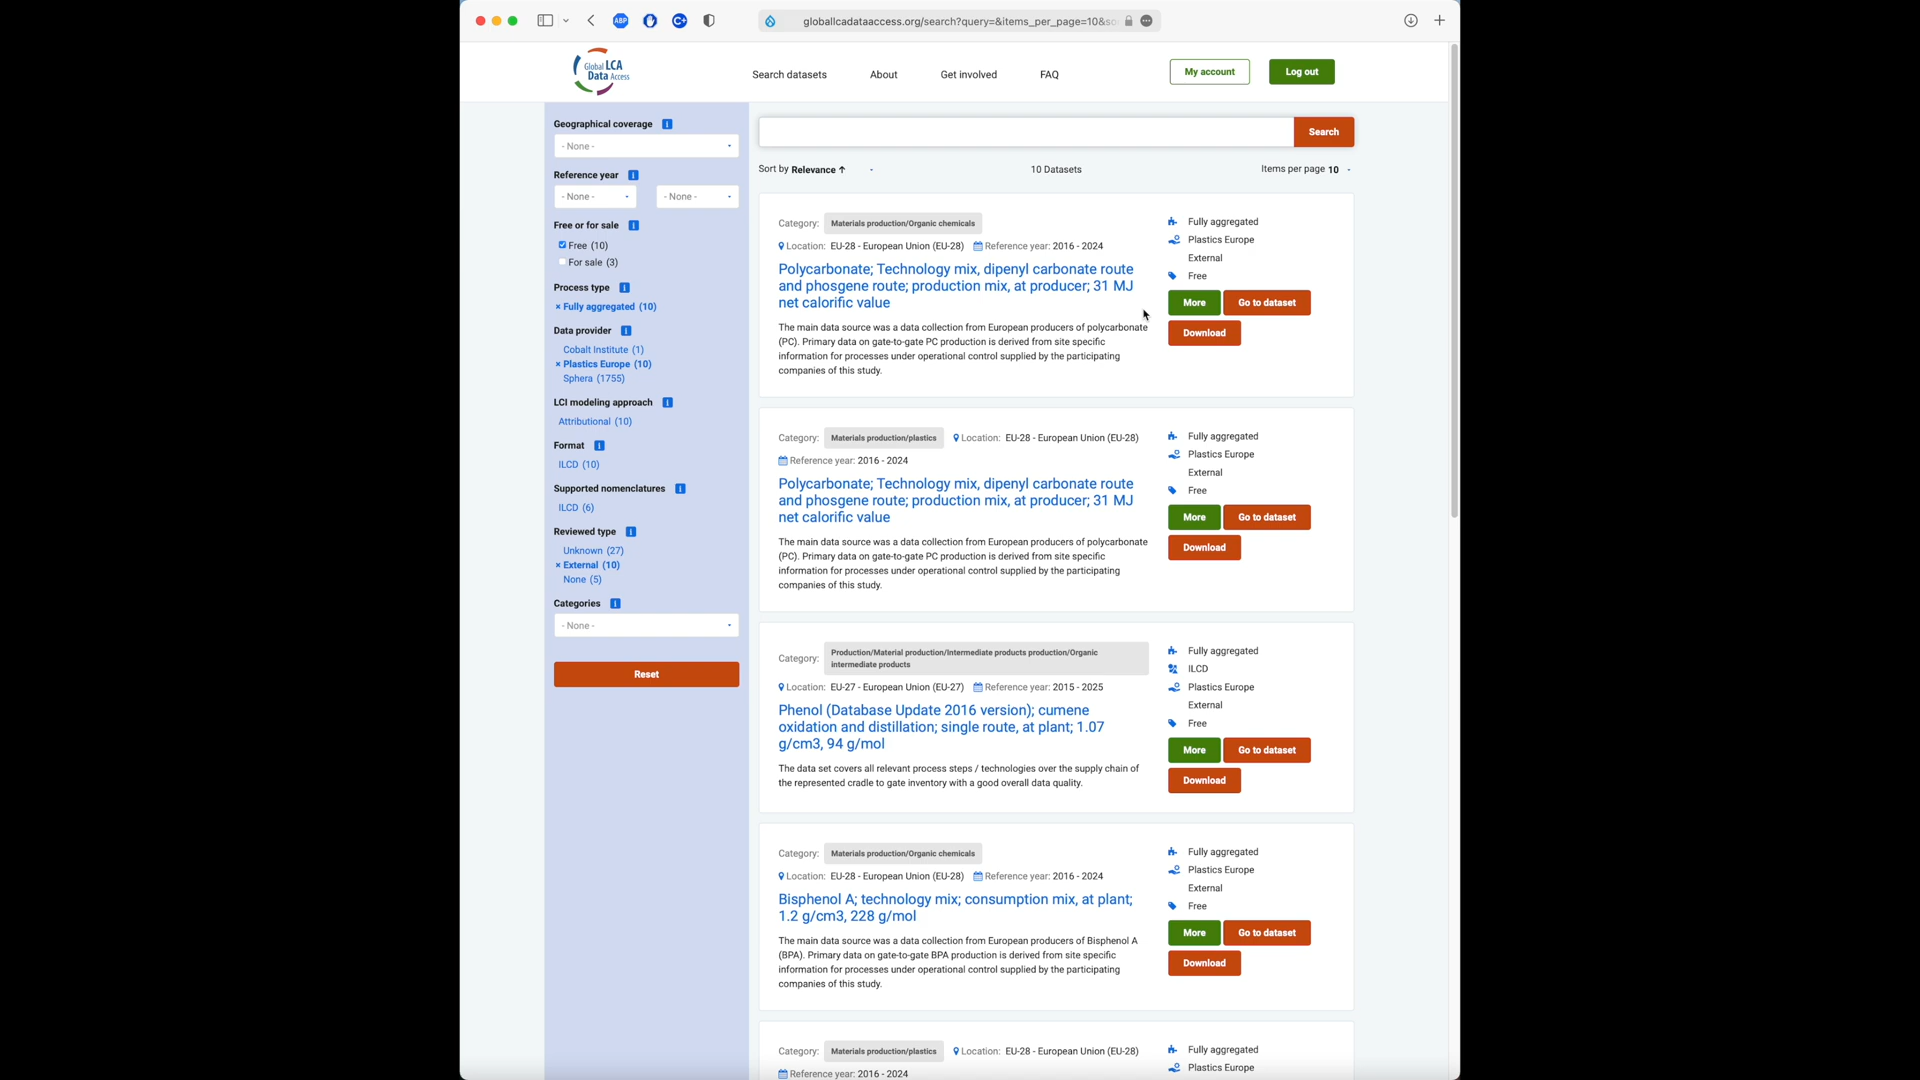 ABP
C+
globallcadataaccess.org/search?query=&items_per_page=10&so
Global LCA
Data Access
Search datasets
About
Get involved
FAQ
My account
Log out
Geographical coverage i
- None -
Reference year i
- None -
- None -
Free or for sale i
Free (10)
For sale (3)
Process type i
× Fully aggregated (10)
Data provider i
Cobalt Institute (1)
× Plastics Europe (10)
Sphera (1755)
LCI modeling approach i
Attributional (10)
Format i
ILCD (10)
Supported nomenclatures i
ILCD (6)
Reviewed type i
Unknown (27)
× External (10)
None (5)
Categories i
- None -
Reset
Search
Sort by Relevance ↑
10 Datasets
Items per page 10
Category: Materials production/Organic chemicals
Location: EU-28 - European Union (EU-28) Reference year: 2016 - 2024
Polycarbonate; Technology mix, dipenyl carbonate route
and phosgene route; production mix, at producer; 31 MJ
net calorific value
The main data source was a data collection from European producers of polycarbonate
(PC). Primary data on gate-to-gate PC production is derived from site specific
information for processes under operational control supplied by the participating
companies of this study.
Fully aggregated
Plastics Europe
External
Free
More
Go to dataset
Download
Category: Materials production/plastics Location: EU-28 - European Union (EU-28)
Reference year: 2016 - 2024
Polycarbonate; Technology mix, dipenyl carbonate route
and phosgene route; production mix, at producer; 31 MJ
net calorific value
The main data source was a data collection from European producers of polycarbonate
(PC). Primary data on gate-to-gate PC production is derived from site specific
information for processes under operational control supplied by the participating
companies of this study.
Fully aggregated
Plastics Europe
External
Free
More
Go to dataset
Download
Category: Production/Material production/Intermediate products production/Organic
intermediate products
Location: EU-27 - European Union (EU-27) Reference year: 2015 - 2025
Phenol (Database Update 2016 version); cumene
oxidation and distillation; single route, at plant; 1.07
g/cm3, 94 g/mol
The data set covers all relevant process steps / technologies over the supply chain of
the represented cradle to gate inventory with a good overall data quality.
Fully aggregated
ILCD
Plastics Europe
External
Free
More
Go to dataset
Download
Category: Materials production/Organic chemicals
Location: EU-28 - European Union (EU-28) Reference year: 2016 - 2024
Bisphenol A; technology mix; consumption mix, at plant;
1.2 g/cm3, 228 g/mol
The main data source was a data collection from European producers of Bisphenol A
(BPA). Primary data on gate-to-gate BPA production is derived from site specific
information for processes under operational control supplied by the participating
companies of this study.
Fully aggregated
Plastics Europe
External
Free
More
Go to dataset
Download
Category: Materials production/plastics Location: EU-28 - European Union (EU-28)
Reference year: 2016 - 2024
Fully aggregated
Plastics Europe